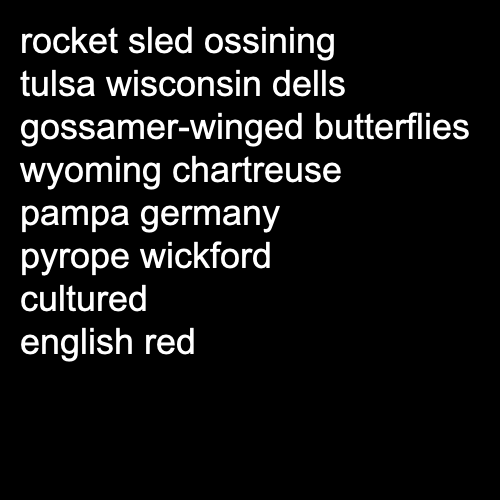 rocket sled ossining
tulsa wisconsin dells
gossamer-winged butterflies
wyoming chartreuse
pampa germany
pyrope wickford
cultured
english red